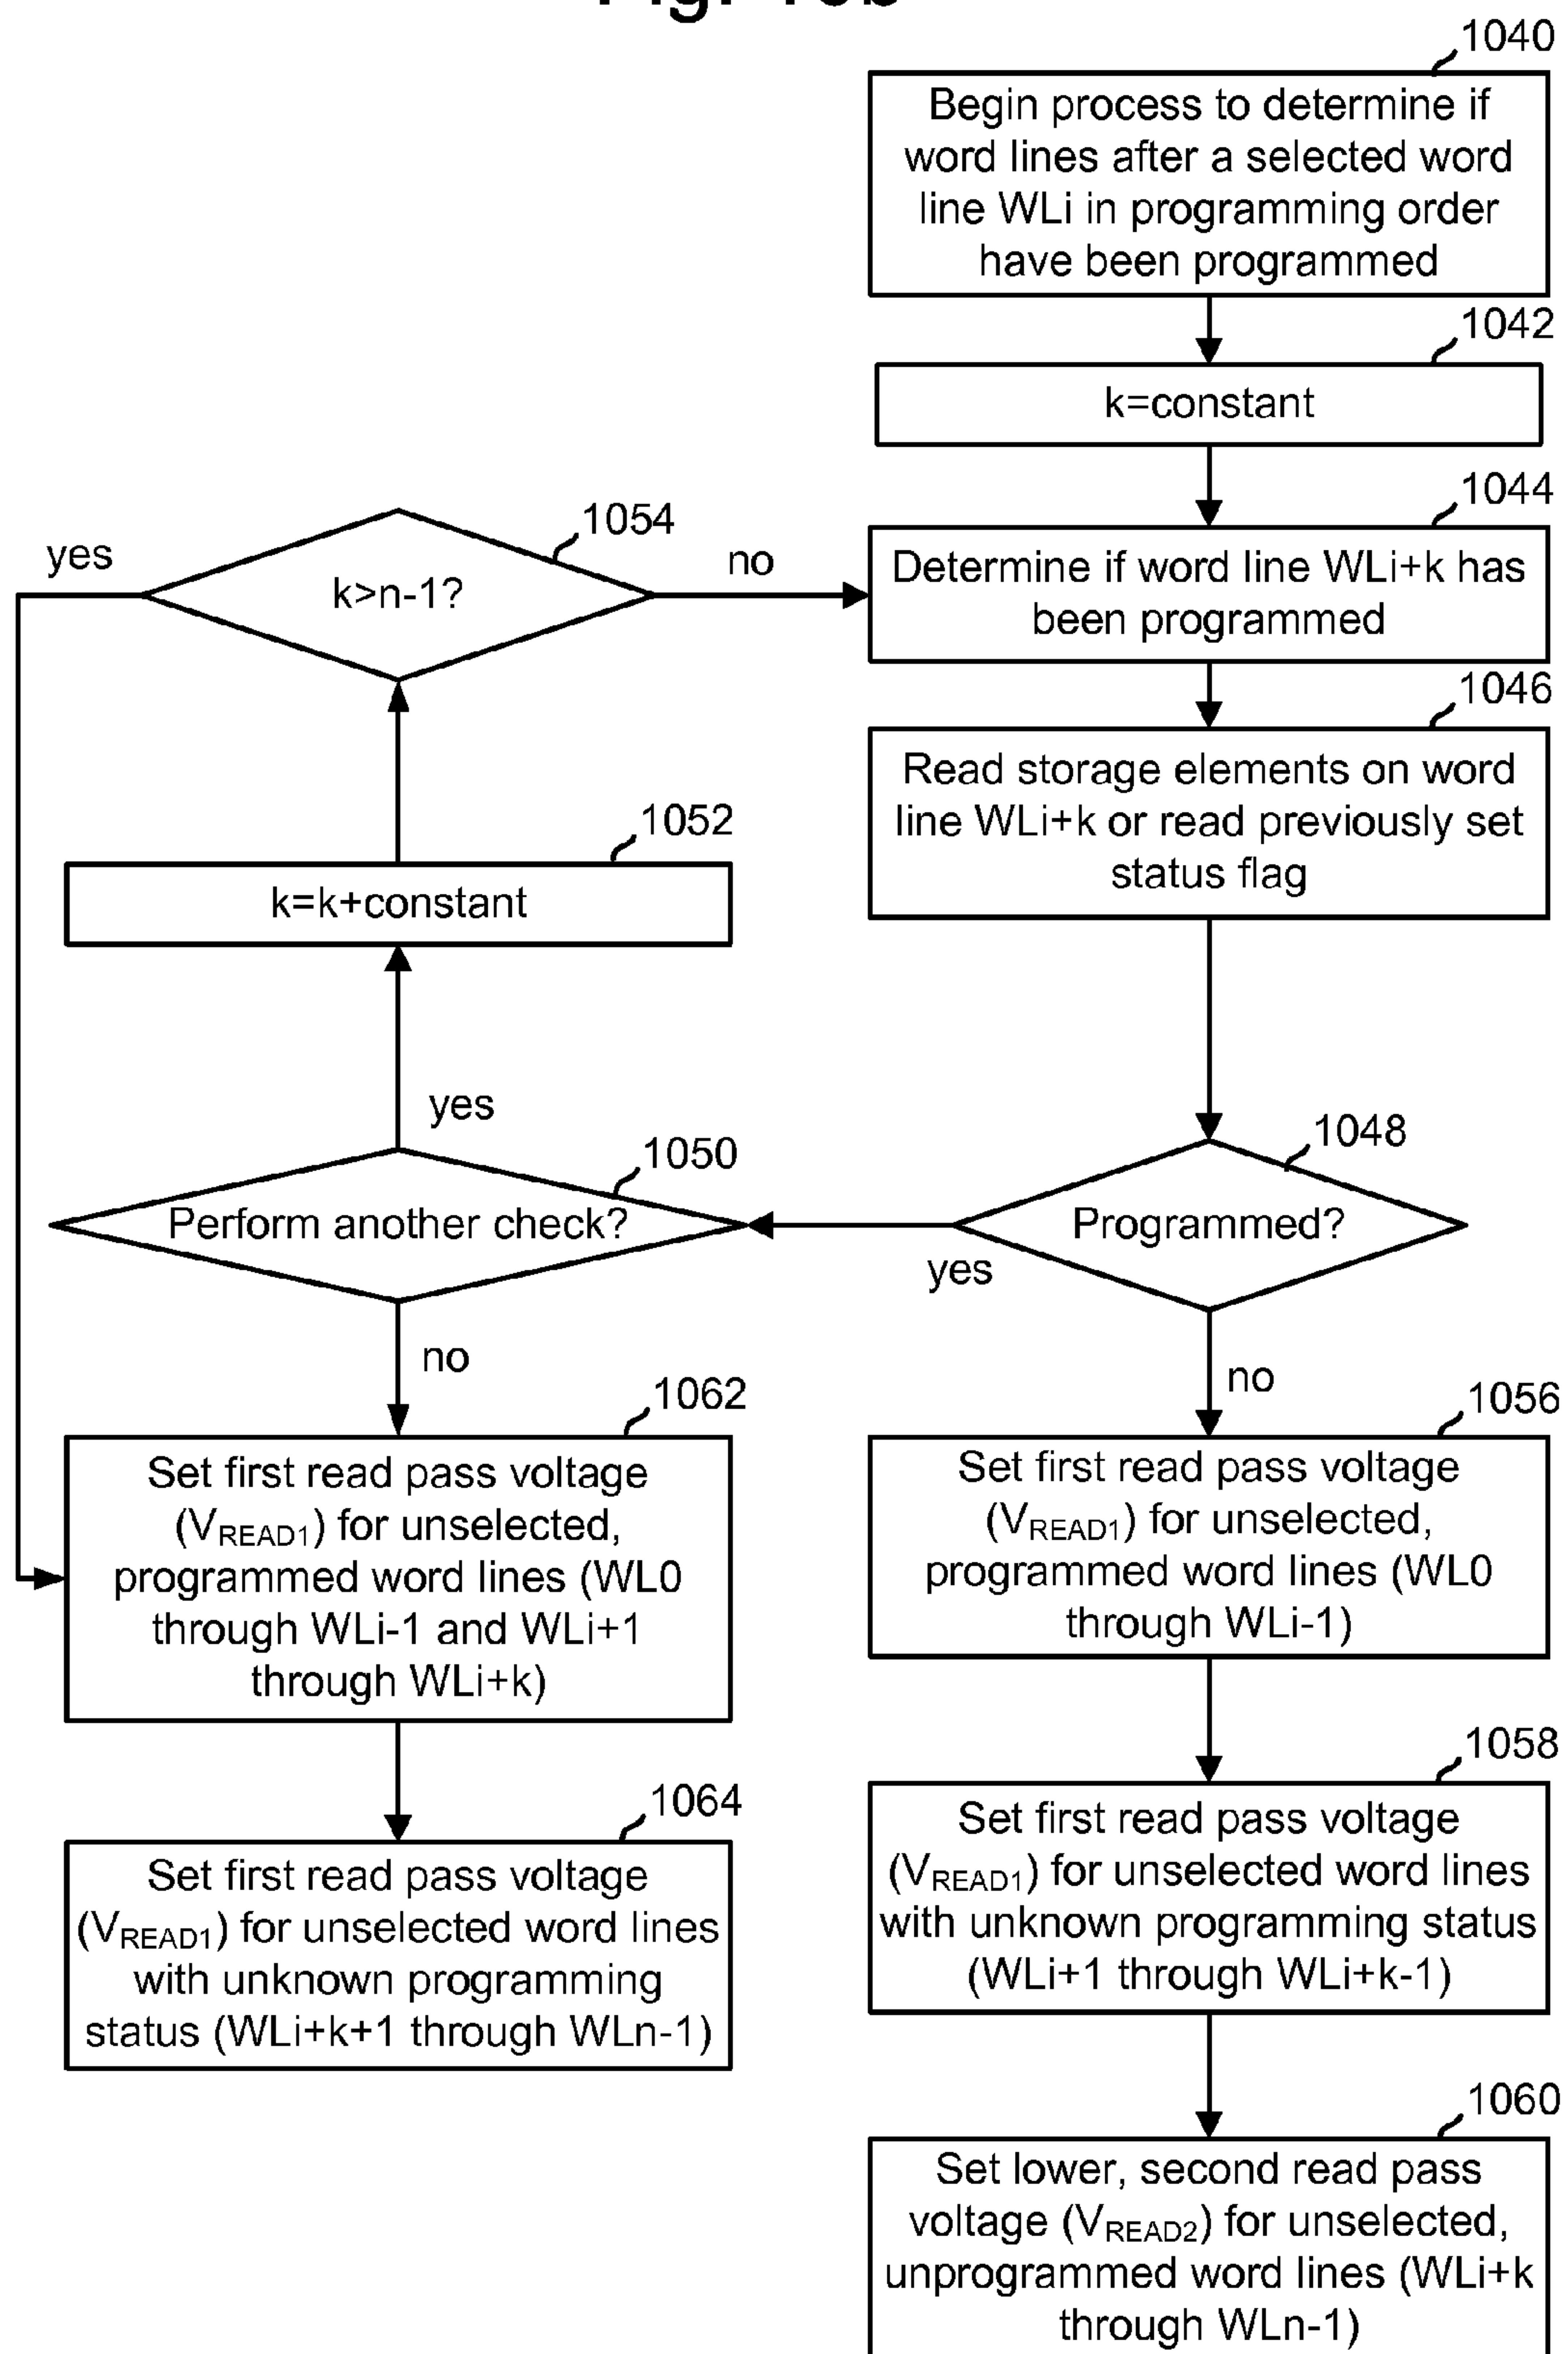 1040
Begin process to determine if
word lines after a selected word
line WLi in programming order
have been programmed
1042
k=constant
1044
Determine if word line WLi+k has
been programmed
1054
yes
k>n-1?
no
1046
Read storage elements on word
line WLi+k or read previously set
status flag
1052
k=k+constant
yes
1050
Perform another check?
1048
Programmed?
yes
no
no
1062
Set first read pass voltage
(VREAD1) for unselected,
programmed word lines (WL0
through WLi-1 and WLi+1
through WLi+k)
1056
Set first read pass voltage
(VREAD1) for unselected,
programmed word lines (WL0
through WLi-1)
1064
Set first read pass voltage
(VREAD1) for unselected word lines
with unknown programming
status (WLi+k+1 through WLn-1)
1058
Set first read pass voltage
(VREAD1) for unselected word lines
with unknown programming status
(WLi+1 through WLi+k-1)
1060
Set lower, second read pass
voltage (VREAD2) for unselected,
unprogrammed word lines (WLi+k
through WLn-1)